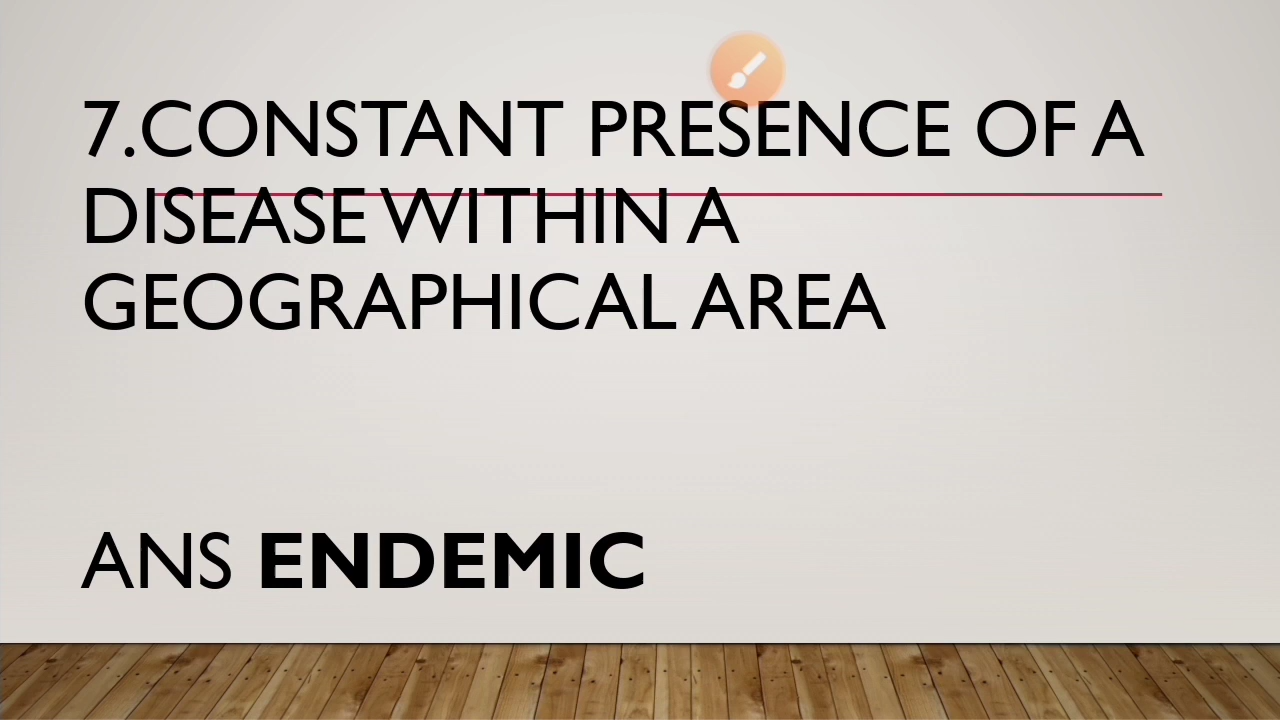 7.CONSTANT PRESENCE OF A
DISEASE WITHIN A
GEOGRAPHICAL AREA
ANS ENDEMIC